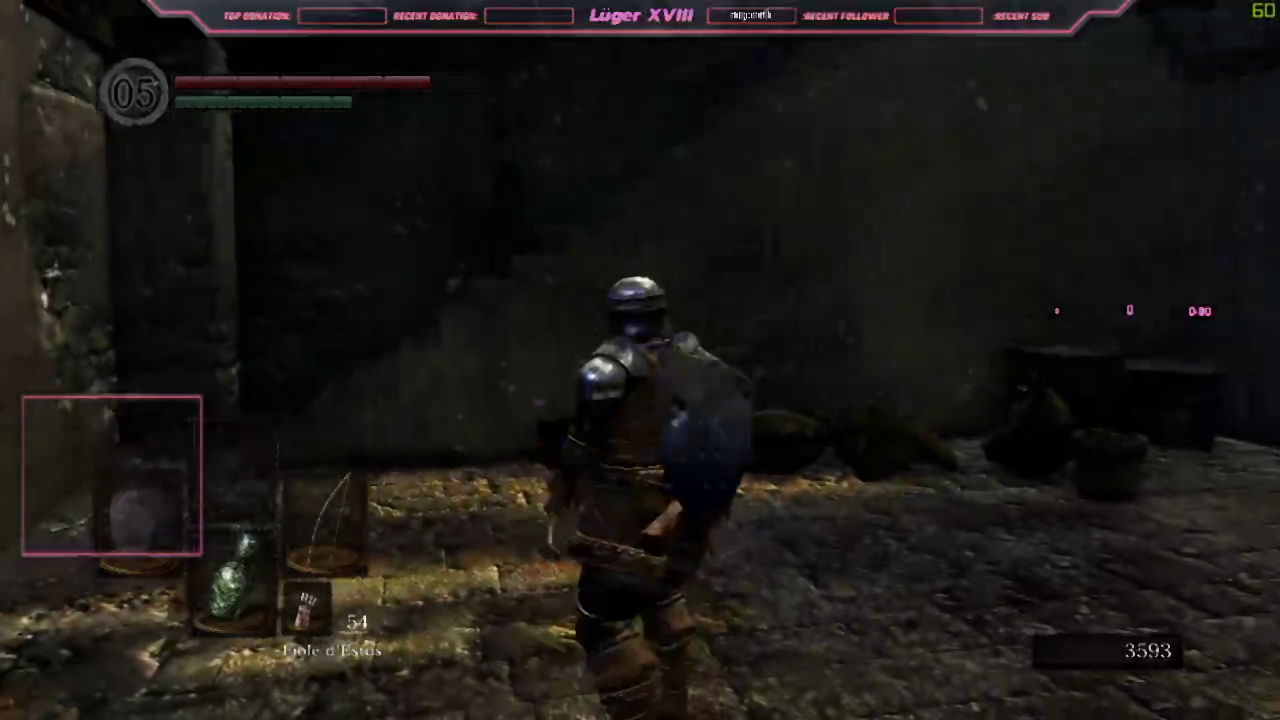 TOP DONATION: RECENT DONATION: Lüger XVIII :RECENT FOLLOWER :RECENT SUB
60
05
54
Fiole d'Estus
3593